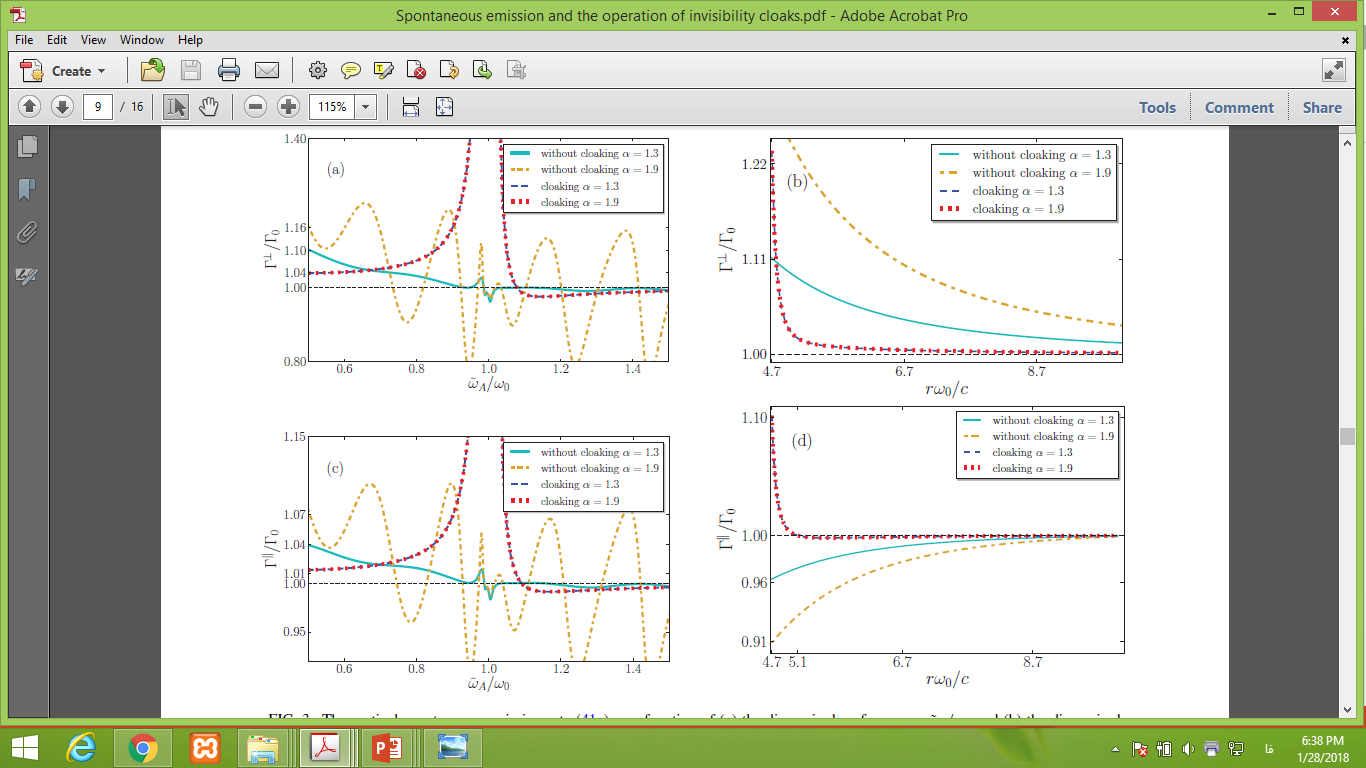 Spontaneous emission and the operation of invisibility cloaks.pdf - Adobe Acrobat Pro
File Edit View Window Help
Create
9 / 16
115%
Tools Comment Share
(a)
without cloaking α = 1.3
without cloaking α = 1.9
cloaking α = 1.3
cloaking α = 1.9
1.40
1.16
1.10
1.04
1.00
0.80
Γ⊥/Γ0
0.6 0.8 1.0 1.2 1.4
ω̃A/ω0
(b)
without cloaking α = 1.3
without cloaking α = 1.9
cloaking α = 1.3
cloaking α = 1.9
1.22
1.11
1.00
Γ⊥/Γ0
4.7 6.7 8.7
rω0/c
(c)
without cloaking α = 1.3
without cloaking α = 1.9
cloaking α = 1.3
cloaking α = 1.9
1.15
1.07
1.04
1.01
1.00
0.95
Γ∥/Γ0
0.6 0.8 1.0 1.2 1.4
ω̃A/ω0
(d)
without cloaking α = 1.3
without cloaking α = 1.9
cloaking α = 1.3
cloaking α = 1.9
1.10
1.00
0.96
0.91
Γ∥/Γ0
4.7 5.1 6.7 8.7
rω0/c
فا
6:38 PM
1/28/2018